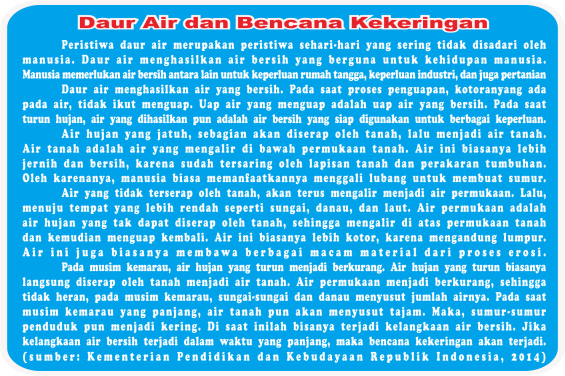 Daur Air dan Bencana Kekeringan
Peristiwa daur air merupakan peristiwa sehari-hari yang sering tidak disadari oleh
manusia. Daur air menghasilkan air bersih yang berguna untuk kehidupan manusia.
Manusia memerlukan air bersih antara lain untuk keperluan rumah tangga, keperluan industri, dan juga pertanian
Daur air menghasilkan air yang bersih. Pada saat proses penguapan, kotoranyang ada
pada air, tidak ikut menguap. Uap air yang menguap adalah uap air yang bersih. Pada saat
turun hujan, air yang dihasilkan pun adalah air bersih yang siap digunakan untuk berbagai keperluan.
Air hujan yang jatuh, sebagian akan diserap oleh tanah, lalu menjadi air tanah.
Air tanah adalah air yang mengalir di bawah permukaan tanah. Air ini biasanya lebih
jernih dan bersih, karena sudah tersaring oleh lapisan tanah dan perakaran tumbuhan.
Oleh karenanya, manusia biasa memanfaatkannya menggali lubang untuk membuat sumur.
Air yang tidak terserap oleh tanah, akan terus mengalir menjadi air permukaan. Lalu,
menuju tempat yang lebih rendah seperti sungai, danau, dan laut. Air permukaan adalah
air hujan yang tak dapat diserap oleh tanah, sehingga mengalir di atas permukaan tanah
dan kemudian menguap kembali. Air ini biasanya lebih kotor, karena mengandung lumpur.
Air ini juga biasanya membawa berbagai macam material dari proses erosi.
Pada musim kemarau, air hujan yang turun menjadi berkurang. Air hujan yang turun biasanya
langsung diserap oleh tanah menjadi air tanah. Air permukaan menjadi berkurang, sehingga
tidak heran, pada musim kemarau, sungai-sungai dan danau menyusut jumlah airnya. Pada saat
musim kemarau yang panjang, air tanah pun akan menyusut tajam. Maka, sumur-sumur
penduduk pun menjadi kering. Di saat inilah bisanya terjadi kelangkaan air bersih. Jika
kelangkaan air bersih terjadi dalam waktu yang panjang, maka bencana kekeringan akan terjadi.
(sumber: Kementerian Pendidikan dan Kebudayaan Republik Indonesia, 2014)